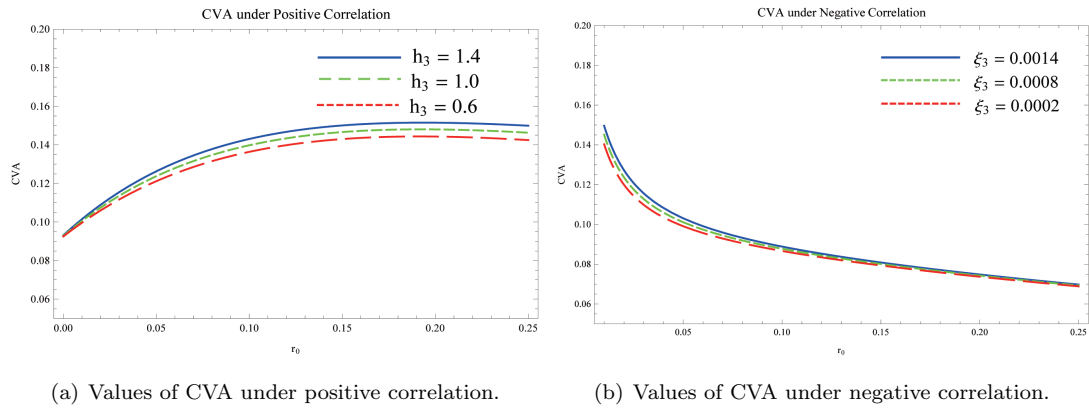 CVA under Positive Correlation
0.20
0.18
0.16
0.14
0.12
0.10
0.08
0.06
CVA
h₃ = 1.4
h₃ = 1.0
h₃ = 0.6
0.00 0.05 0.10 0.15 0.20 0.25
r₀
(a) Values of CVA under positive correlation.
CVA under Negative Correlation
0.20
0.18
0.16
0.14
0.12
0.10
0.08
0.06
CVA
ξ₃ = 0.0014
ξ₃ = 0.0008
ξ₃ = 0.0002
0.05 0.10 0.15 0.20 0.25
r₀
(b) Values of CVA under negative correlation.